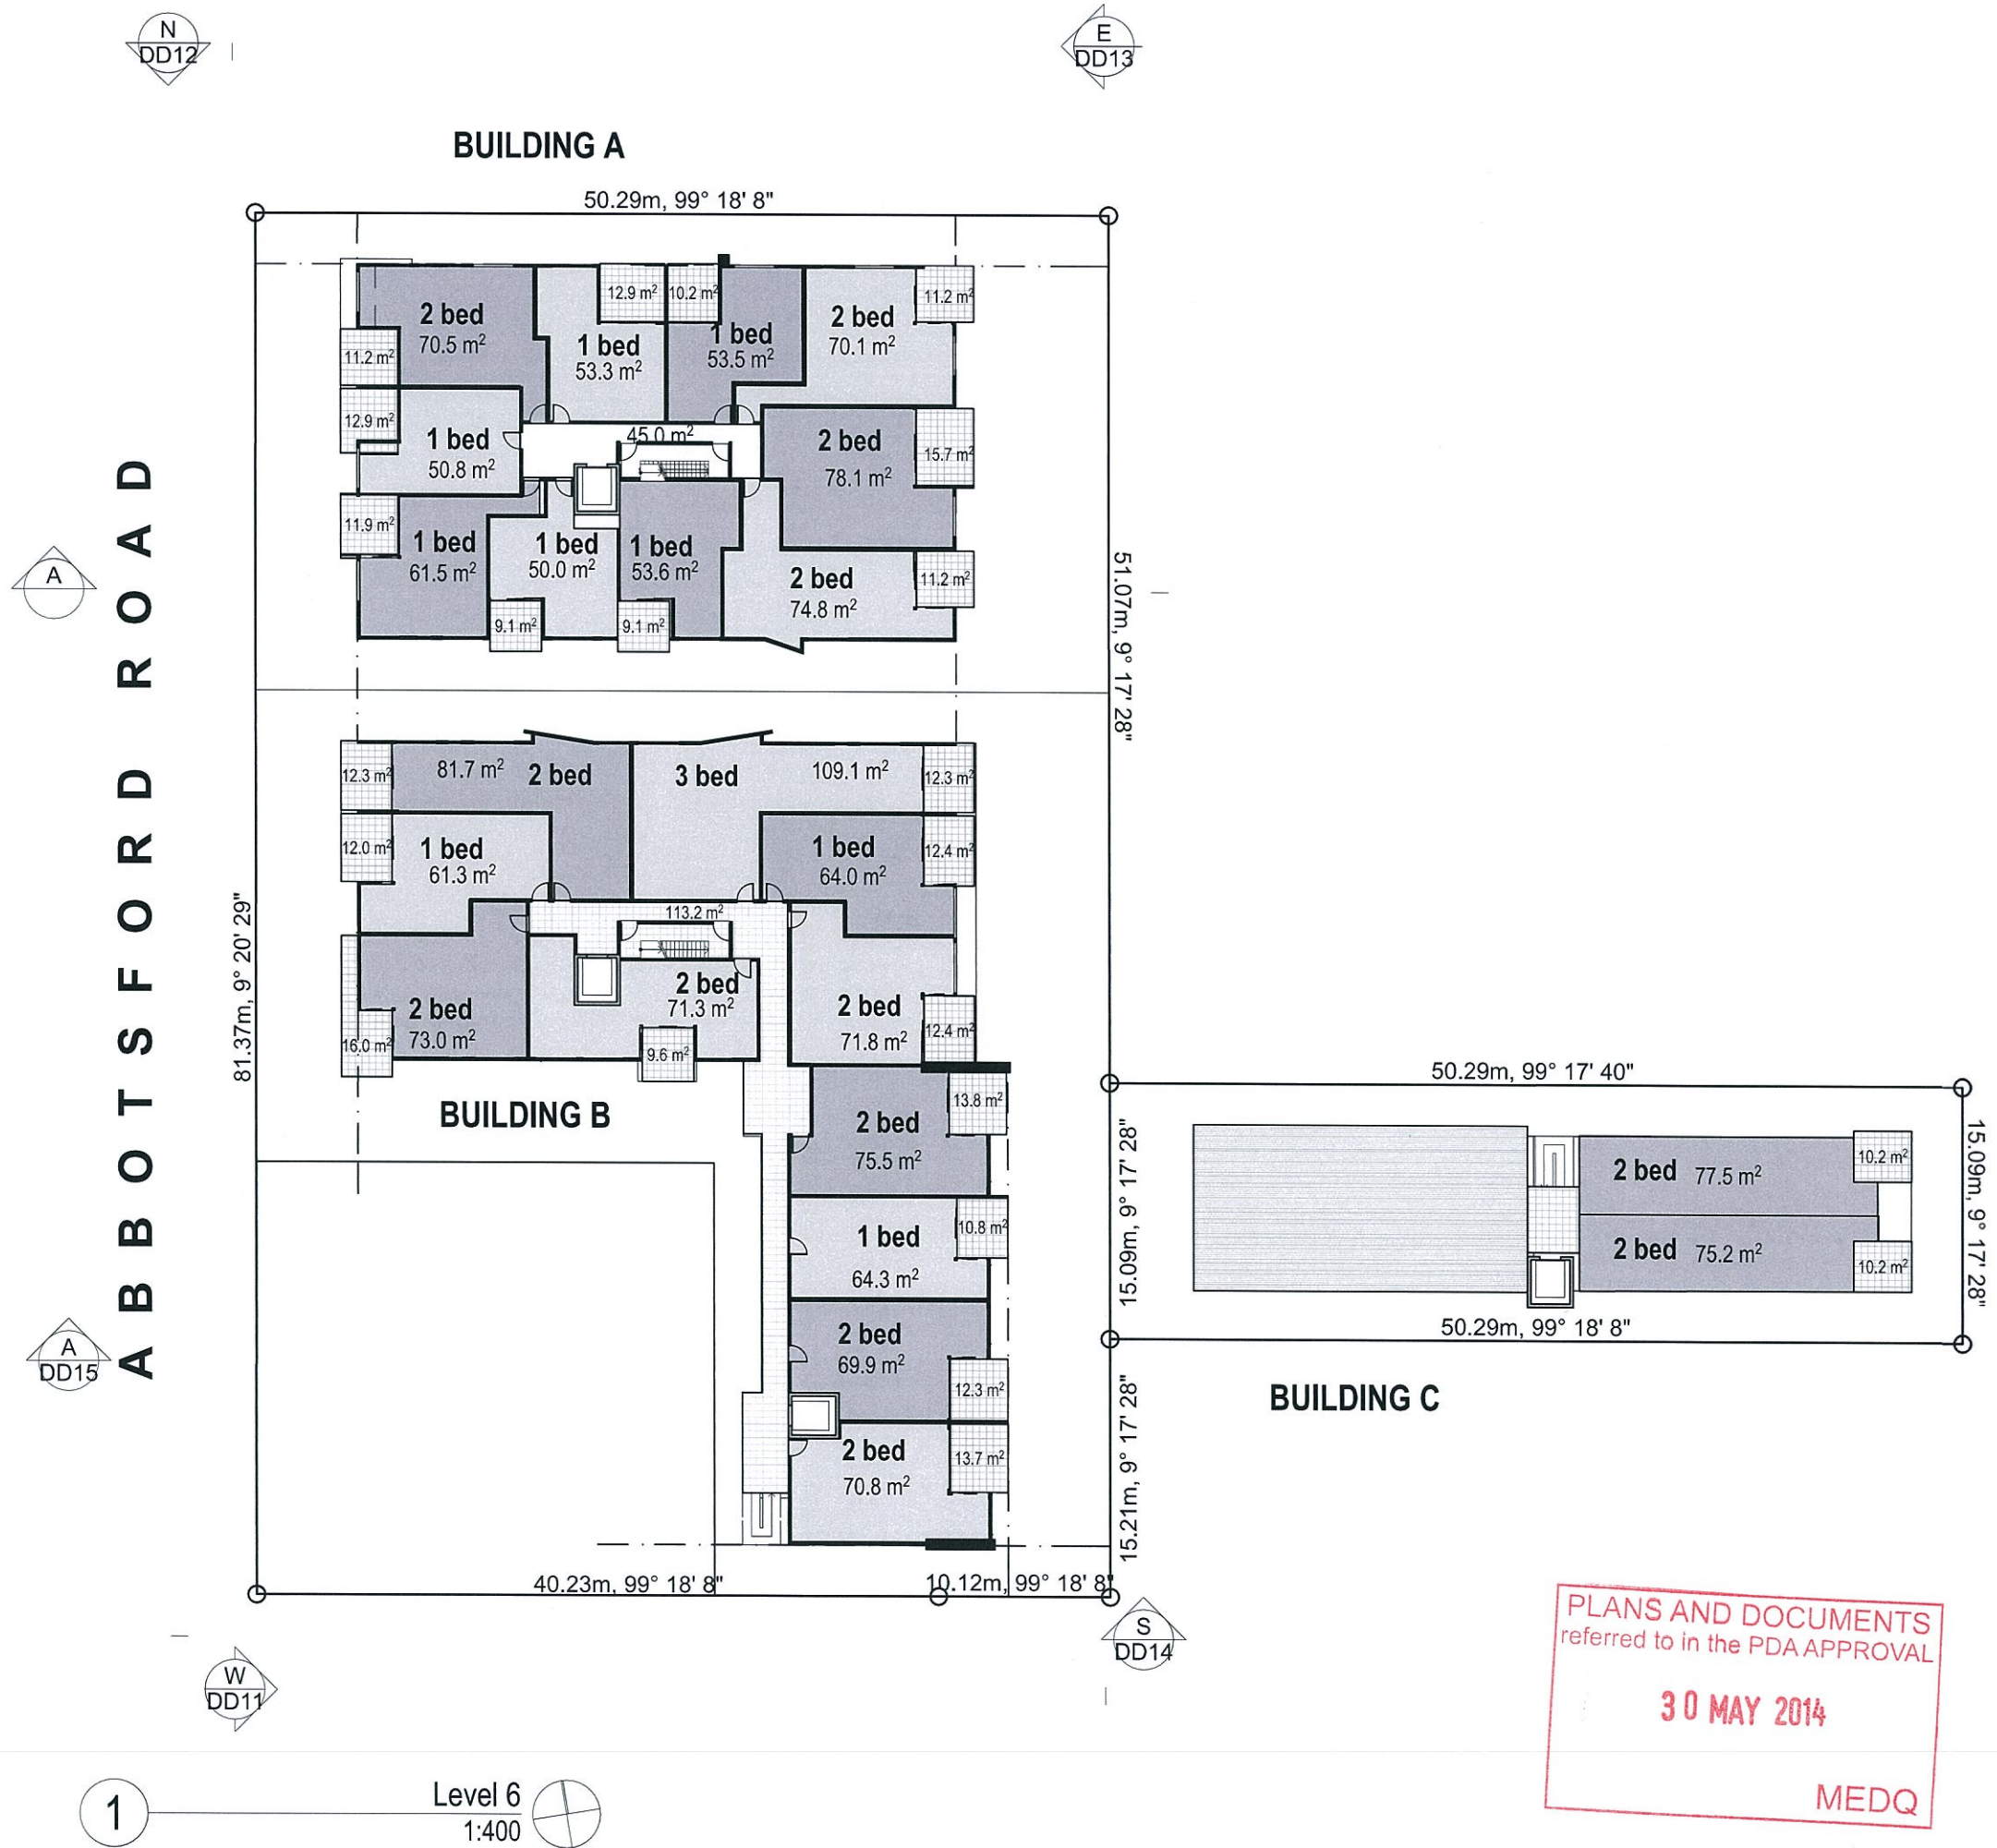 N
DD12
E
DD13
BUILDING A
50.29m, 99° 18' 8"
2 bed
70.5 m²
11.2 m²
1 bed
53.3 m²
12.9 m²
10.2 m²
1 bed
53.5 m²
2 bed
70.1 m²
11.2 m²
12.9 m²
1 bed
50.8 m²
45.0 m²
2 bed
78.1 m²
15.7 m²
11.9 m²
1 bed
61.5 m²
1 bed
50.0 m²
9.1 m²
1 bed
53.6 m²
9.1 m²
2 bed
74.8 m²
11.2 m²
A
ABBOTSFORD ROAD
51.07m, 9° 17' 28"
12.3 m²
81.7 m² 2 bed
3 bed 109.1 m²
12.3 m²
12.0 m²
1 bed
61.3 m²
1 bed
64.0 m²
12.4 m²
113.2 m²
81.37m, 9° 20' 29"
2 bed
73.0 m²
16.0 m²
2 bed
71.3 m²
9.6 m²
2 bed
71.8 m²
12.4 m²
BUILDING B
2 bed
75.5 m²
13.8 m²
1 bed
64.3 m²
10.8 m²
2 bed
69.9 m²
12.3 m²
2 bed
70.8 m²
13.7 m²
50.29m, 99° 17' 40"
15.09m, 9° 17' 28"
2 bed 77.5 m²
10.2 m²
2 bed 75.2 m²
10.2 m²
15.09m, 9° 17' 28"
50.29m, 99° 18' 8"
BUILDING C
A
DD15
15.21m, 9° 17' 28"
40.23m, 99° 18' 8"
10.12m, 99° 18' 8"
S
DD14
W
DD11
PLANS AND DOCUMENTS
referred to in the PDA APPROVAL
30 MAY 2014
MEDQ
1
Level 6
1:400